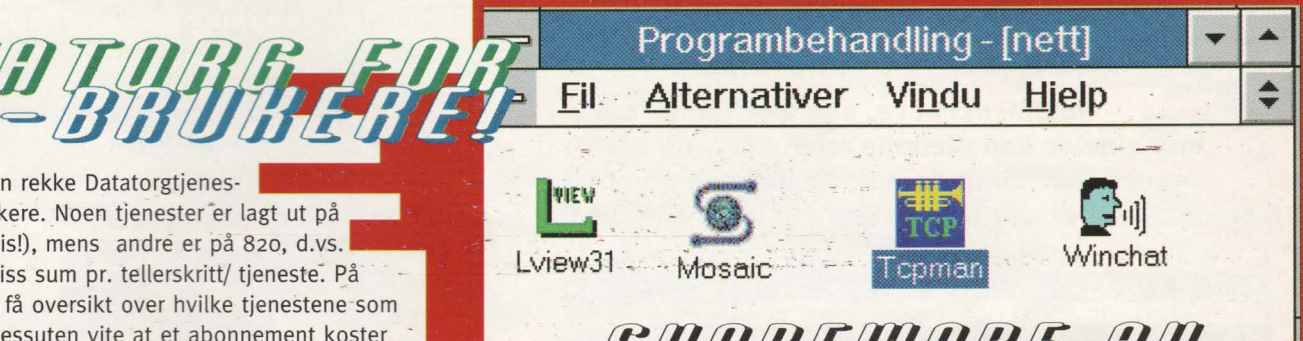 TORG FOR
-BRUKERE!
n rekke Datatorgtjenes-
kere. Noen tjenester er lagt ut på
is!), mens andre er på 820, d.vs.
iss sum pr. tellerskritt/ tjeneste. På
få oversikt over hvilke tjenestene som
essuten vite at et abonnement koster
Programbehandling - [nett]
Fil Alternativer Vindu Hjelp
VIEW
TCP
Lview31 Mosaic Tcpman Winchat